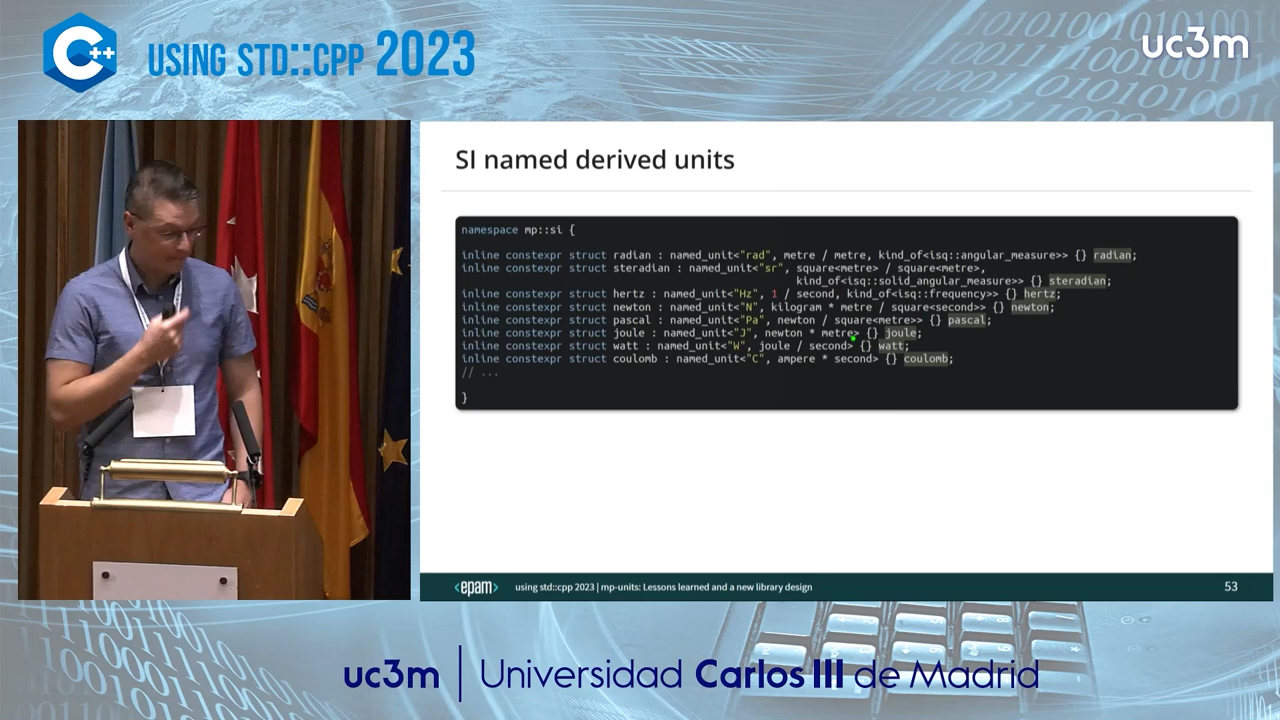 C++
USING STD::CPP 2023
uc3m
SI named derived units
namespace mp::si {
inline constexpr struct radian : named_unit<"rad", metre / metre, kind_of<isq::angular_measure>> {} radian;
inline constexpr struct steradian : named_unit<"sr", square<metre> / square<metre>,
kind_of<isq::solid_angular_measure>> {} steradian;
inline constexpr struct hertz : named_unit<"Hz", 1 / second, kind_of<isq::frequency>> {} hertz;
inline constexpr struct newton : named_unit<"N", kilogram * metre / square<second>> {} newton;
inline constexpr struct pascal : named_unit<"Pa", newton / square<metre>> {} pascal;
inline constexpr struct joule : named_unit<"J", newton * metre> {} joule;
inline constexpr struct watt : named_unit<"W", joule / second> {} watt;
inline constexpr struct coulomb : named_unit<"C", ampere * second> {} coulomb;
// ...
}
<epam>
using std::cpp 2023 | mp-units: Lessons learned and a new library design
53
uc3m | Universidad Carlos III de Madrid